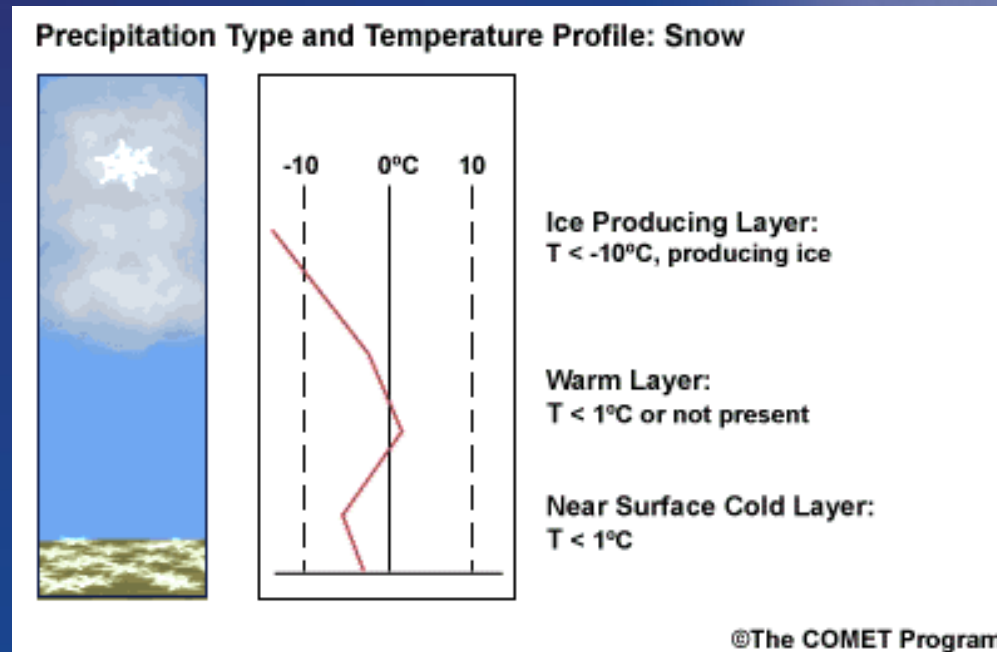 Precipitation Type and Temperature Profile: Snow
-10 0ºC 10
Ice Producing Layer:
T < -10ºC, producing ice
Warm Layer:
T < 1ºC or not present
Near Surface Cold Layer:
T < 1ºC
©The COMET Program